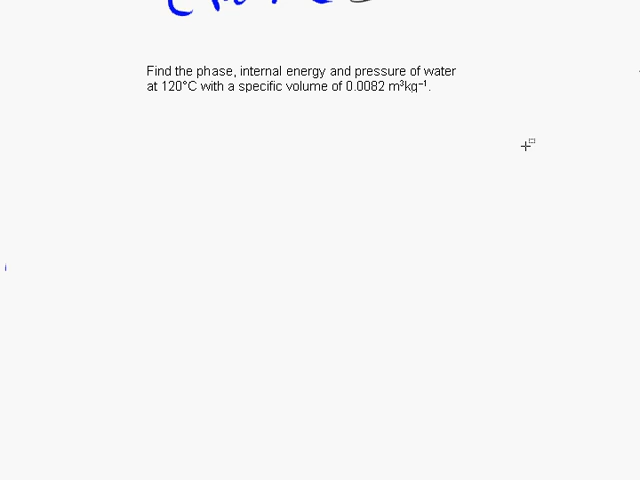 Find the phase, internal energy and pressure of water
at 120°C with a specific volume of 0.0082 m³kg⁻¹.